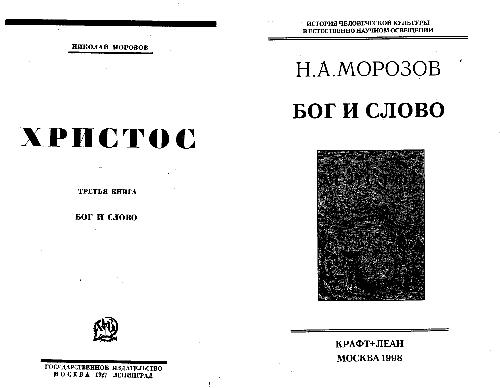 НИКОЛАЙ МОРОЗОВ
ХРИСТОС
ТРЕТЬЯ КНИГА
БОГ И СЛОВО
ГОСУДАРСТВЕННОЕ ИЗДАТЕЛЬСТВО
МОСКВА 1927 ЛЕНИНГРАД
ИСТОРИЯ ЧЕЛОВЕЧЕСКОЙ КУЛЬТУРЫ
В ЕСТЕСТВЕННО НАУЧНОМ ОСВЕЩЕНИИ
Н.А.МОРОЗОВ
БОГ И СЛОВО
КРАФТ+ЛЕАН
МОСКВА 1998